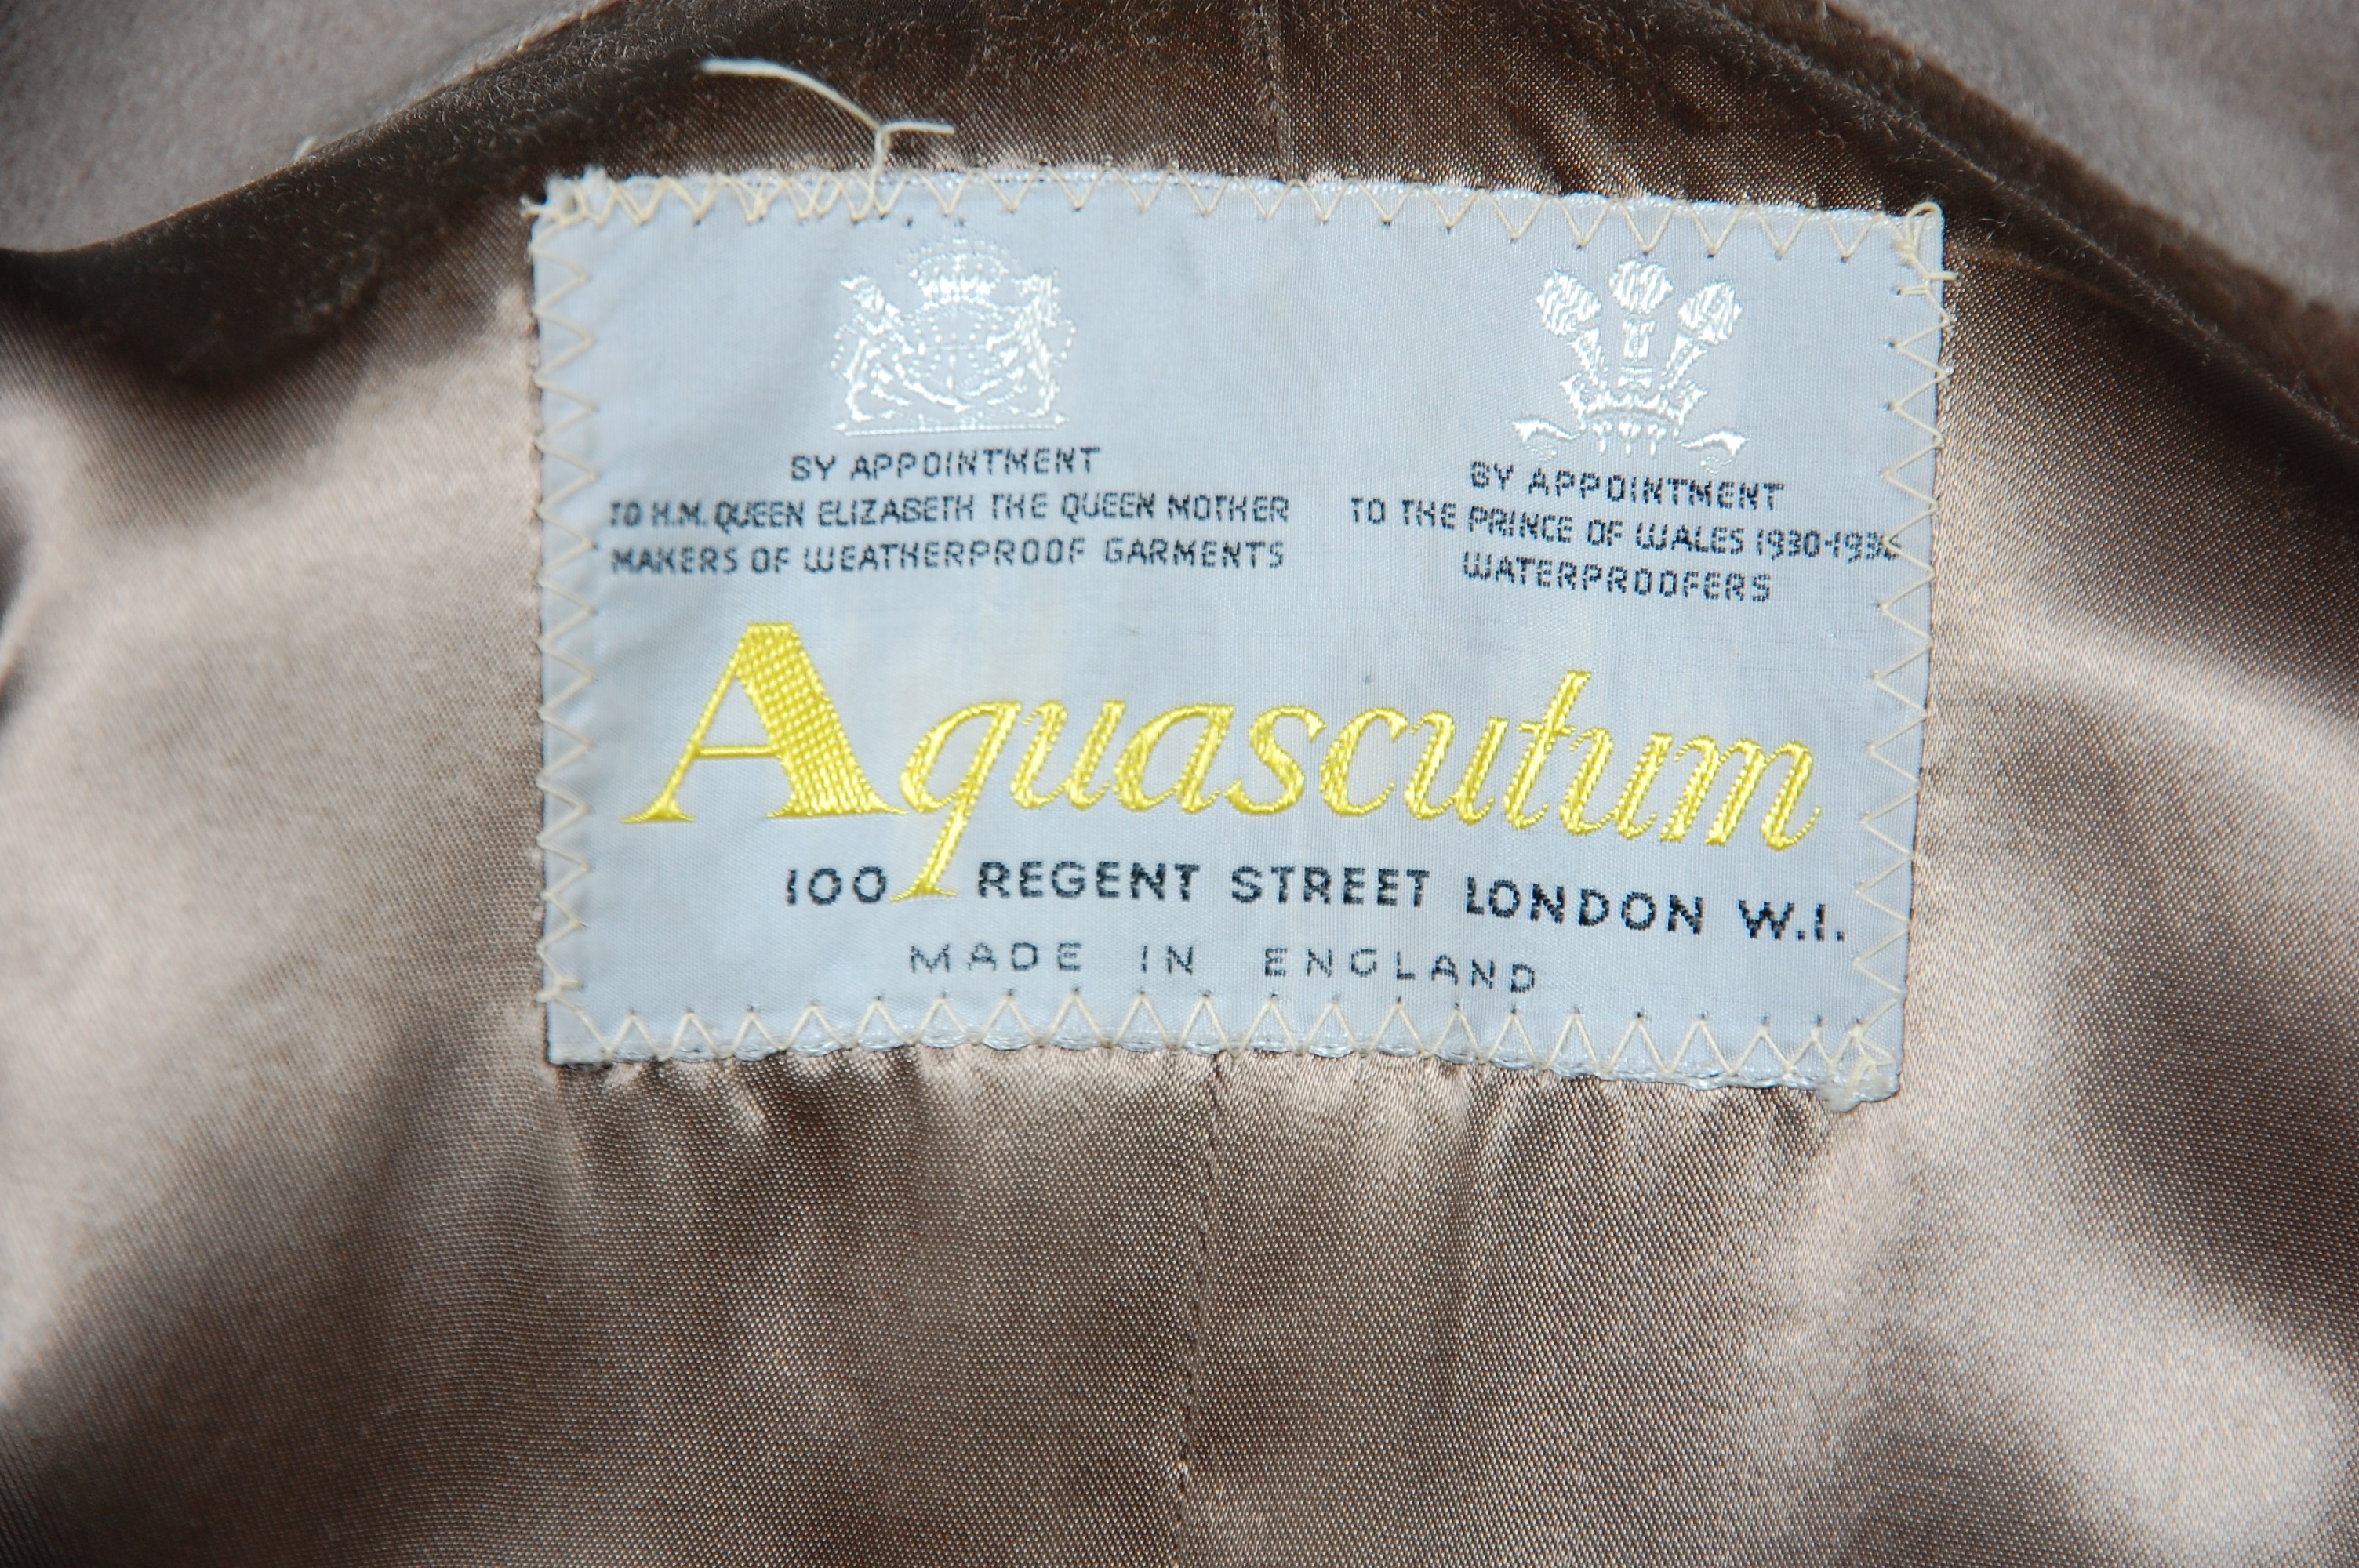 BY APPOINTMENT
TO H.M. QUEEN ELIZABETH THE QUEEN MOTHER
MAKERS OF WEATHERPROOF GARMENTS
BY APPOINTMENT
TO THE PRINCE OF WALES 1930-1936
WATERPROOFERS
Aquascutum
100 REGENT STREET LONDON W.1.
MADE IN ENGLAND